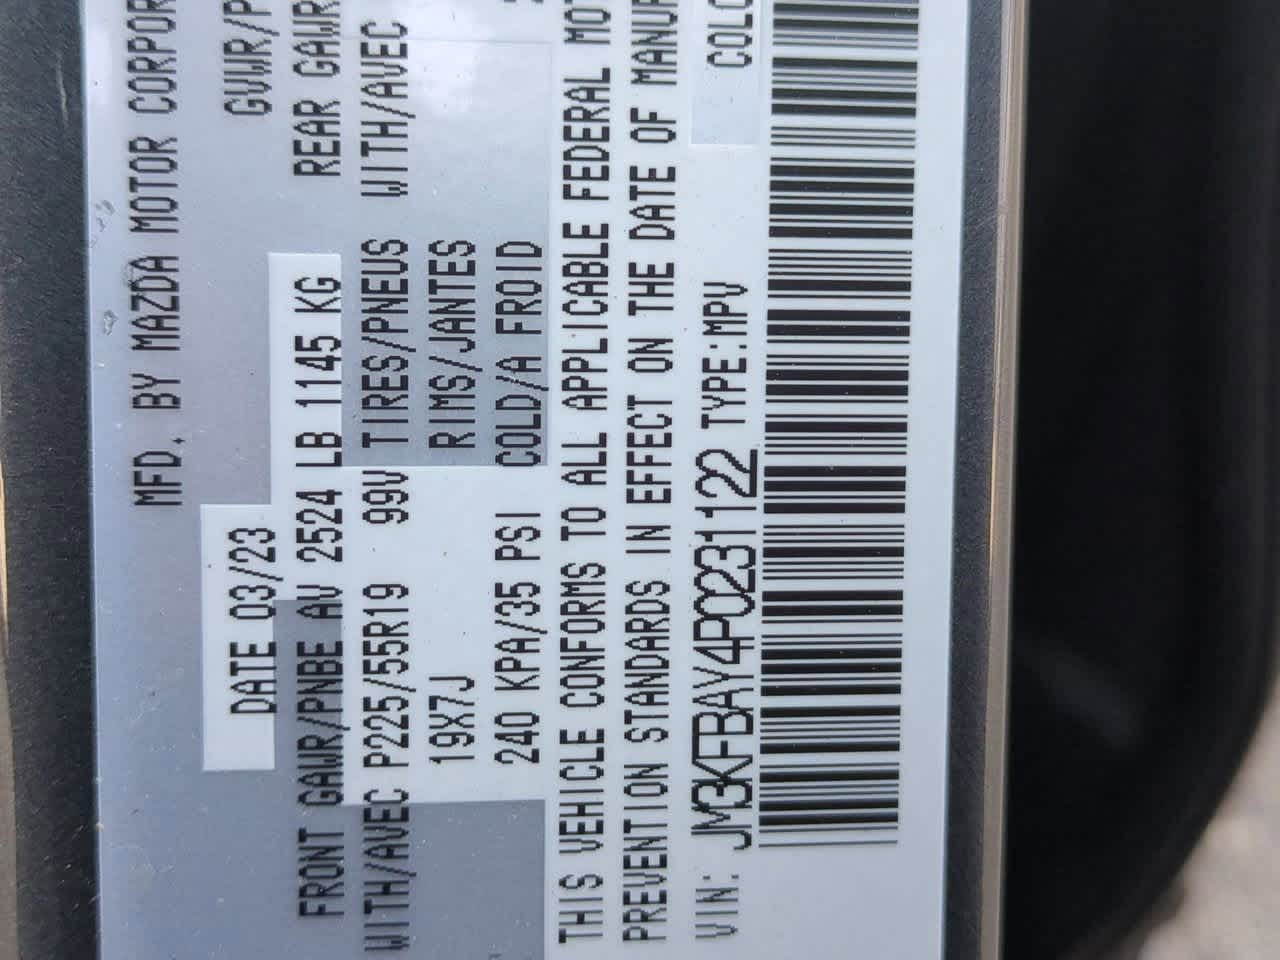 MFD. BY MAZDA MOTOR CORPOR
DATE 03/23 GVWR/P
FRONT GAWR/PNBE AV 2524 LB 1145 KG REAR GAWR
WITH/AVEC P225/55R19 99V TIRES/PNEUS WITH/AVEC
19X7J RIMS/JANTES
240 KPA/35 PSI COLD/A FROID
THIS VEHICLE CONFORMS TO ALL APPLICABLE FEDERAL MOT
PREVENTION STANDARDS IN EFFECT ON THE DATE OF MANUF
VIN: JM3KFBAY4P0231122 TYPE:MPV COLO